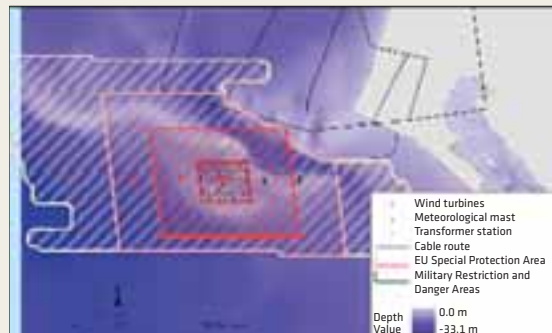 Wind turbines
Meteorological mast
Transformer station
Cable route
EU Special Protection Area
Military Restriction and
Danger Areas
Depth
Value
0.0 m
-33.1 m